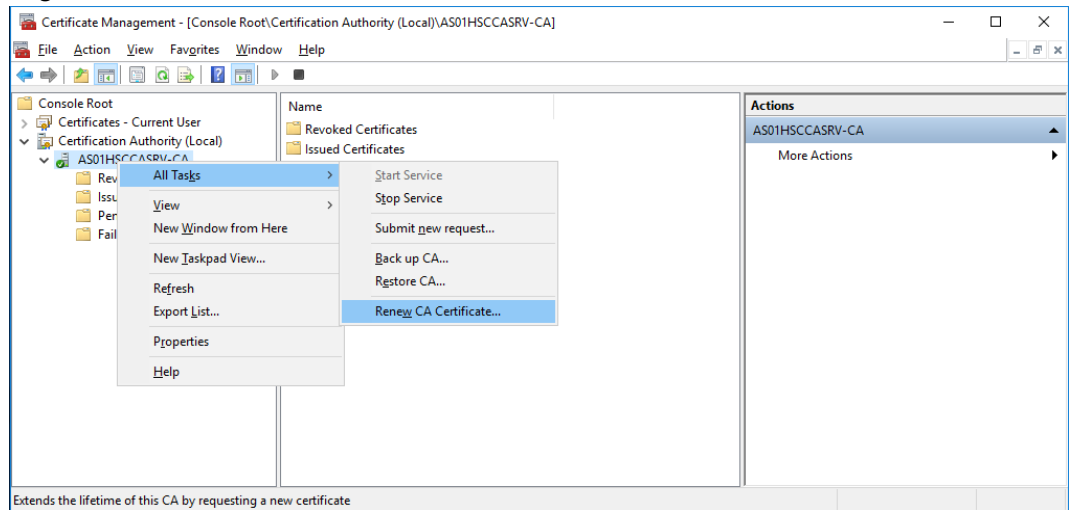 Certificate Management - [Console Root\Certification Authority (Local)\AS01HSCCASRV-CA]
File Action View Favorites Window Help
Console Root
Certificates - Current User
Certification Authority (Local)
AS01HSCCASRV-CA
Rev
Issu
Per
Fail
Name
Revoked Certificates
Issued Certificates
All Tasks
View
New Window from Here
New Taskpad View...
Refresh
Export List...
Properties
Help
Start Service
Stop Service
Submit new request...
Back up CA...
Restore CA...
Renew CA Certificate...
Actions
AS01HSCCASRV-CA
More Actions
Extends the lifetime of this CA by requesting a new certificate